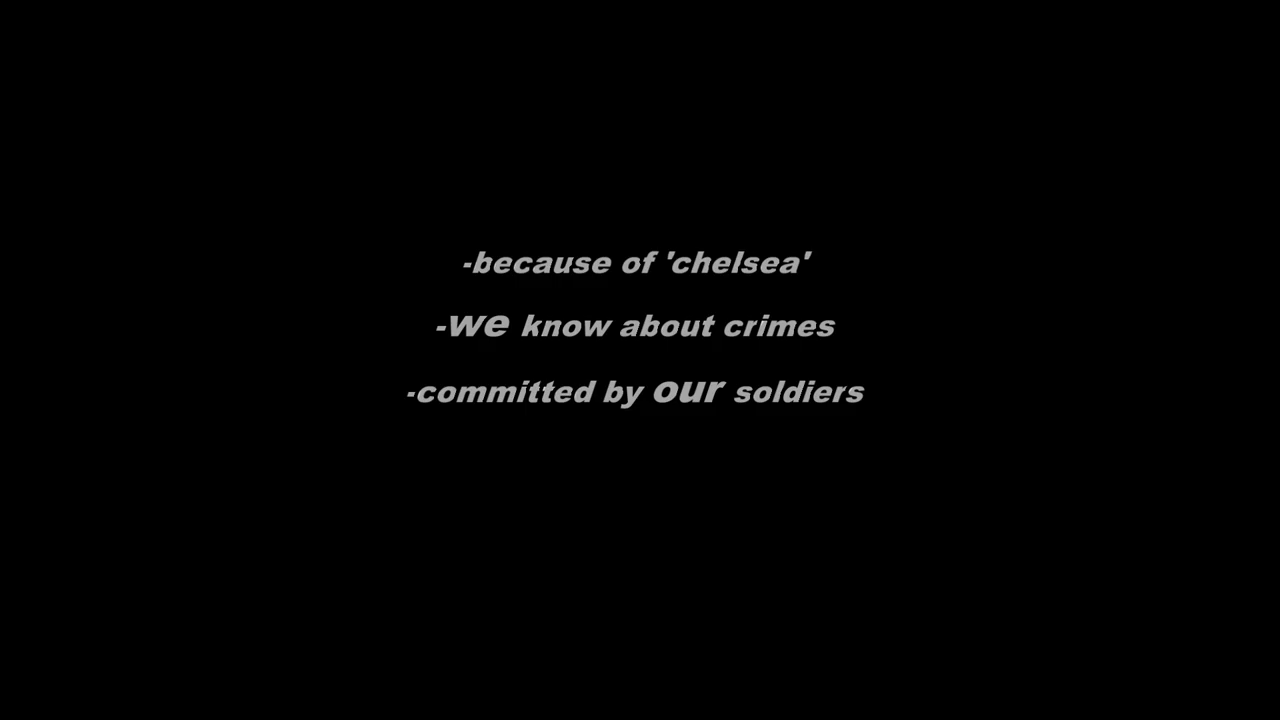 -because of 'chelsea'
-we know about crimes
-committed by our soldiers